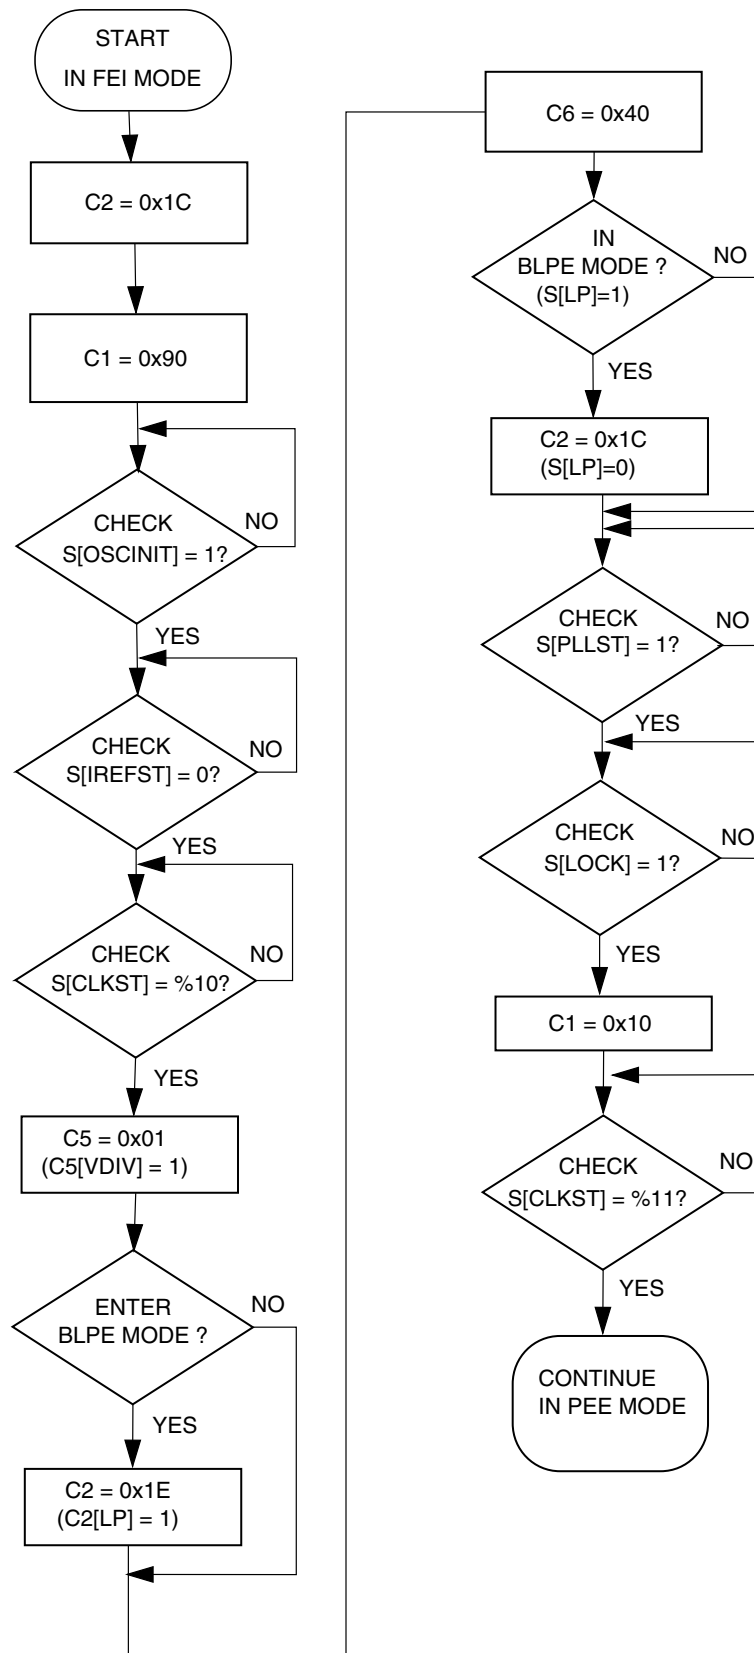 START
IN FEI MODE
C2 = 0x1C
C1 = 0x90
CHECK
S[OSCINIT] = 1?
NO
YES
CHECK
S[IREFST] = 0?
NO
YES
CHECK
S[CLKST] = %10?
NO
YES
C5 = 0x01
(C5[VDIV] = 1)
ENTER
BLPE MODE ?
NO
YES
C2 = 0x1E
(C2[LP] = 1)
C6 = 0x40
IN
BLPE MODE ?
(S[LP]=1)
NO
YES
C2 = 0x1C
(S[LP]=0)
CHECK
S[PLLST] = 1?
NO
YES
CHECK
S[LOCK] = 1?
NO
YES
C1 = 0x10
CHECK
S[CLKST] = %11?
NO
YES
CONTINUE
IN PEE MODE